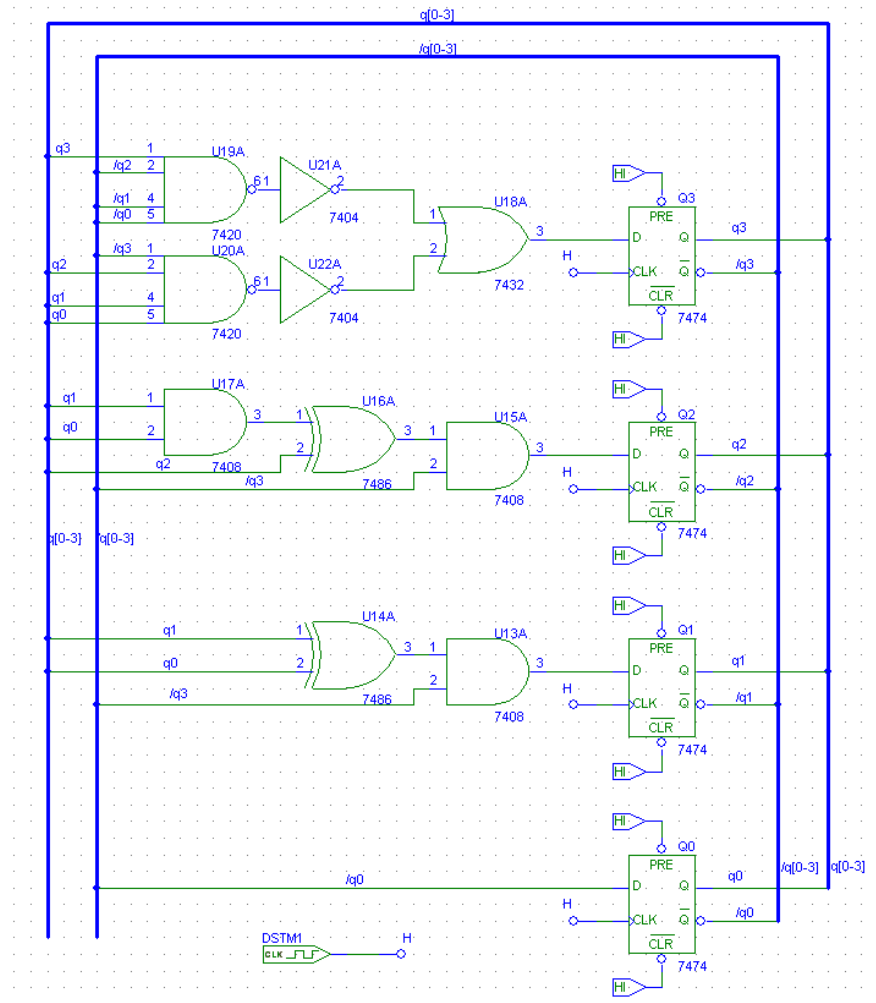 q[0-3]
/q[0-3]
q3 1 U19A
/q2 2 6 1 U21A 2
/q1 4
/q0 5
7420 7404
HI Q3
PRE
U18A
1 3 D Q q3
2 H CLK Q /q3
7432 CLR
7474
HI
/q3 1 U20A
q2 2 6 1 U22A 2
q1 4
q0 5
7420 7404
HI Q2
PRE
q1 1 U17A 3 1 U16A 3 1 U15A 3 D Q q2
q0 2 2 2
q2 7408 7486 7408
/q3 H CLK Q /q2
CLR
7474
HI
q[0-3] /q[0-3]
HI Q1
PRE
q1 1 U14A 3 1 U13A 3 D Q q1
q0 2 2
/q3 7486 7408
H CLK Q /q1
CLR
7474
HI
HI Q0
PRE
/q[0-3] q[0-3]
/q0 D Q q0
H CLK Q /q0
CLR
7474
HI
DSTM1 H
CLK